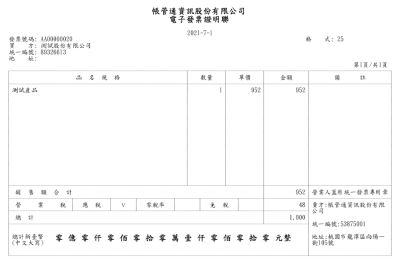 帳管通資訊股份有限公司
電子發票證明聯
2021-7-1
發票號碼: AA00000020
買　方: 測試股份有限公司
統一編號: 89326613
地　址:
格　式: 25
第1頁/共1頁
品 名 規 格 數量 單價 金額 備 註
測試產品 1 952 952
銷 售 額 合 計 952 營業人蓋用統一發票專用章
營 業 稅 應 稅 V 零稅率 免 稅 48
總 計 1,000
賣方:帳管通資訊股份有限公司
統一編號:53875001
地址:桃園市龍潭區向陽一街105號
總計新臺幣
(中文大寫)
零 億 零 仟 零 佰 零 拾 零 萬 壹 仟 零 佰 零 拾 零 元整